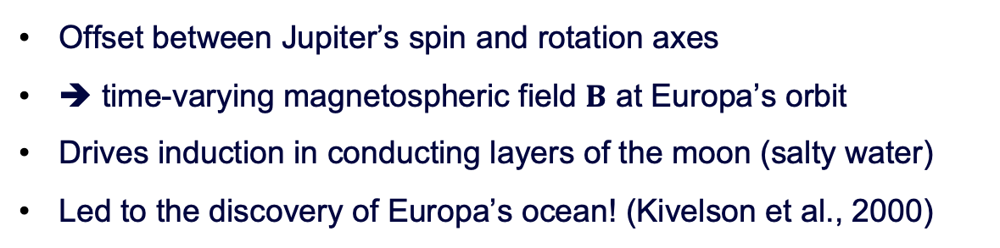 • Offset between Jupiter’s spin and rotation axes
• ➔ time-varying magnetospheric field 𝐁 at Europa’s orbit
• Drives induction in conducting layers of the moon (salty water)
• Led to the discovery of Europa’s ocean! (Kivelson et al., 2000)